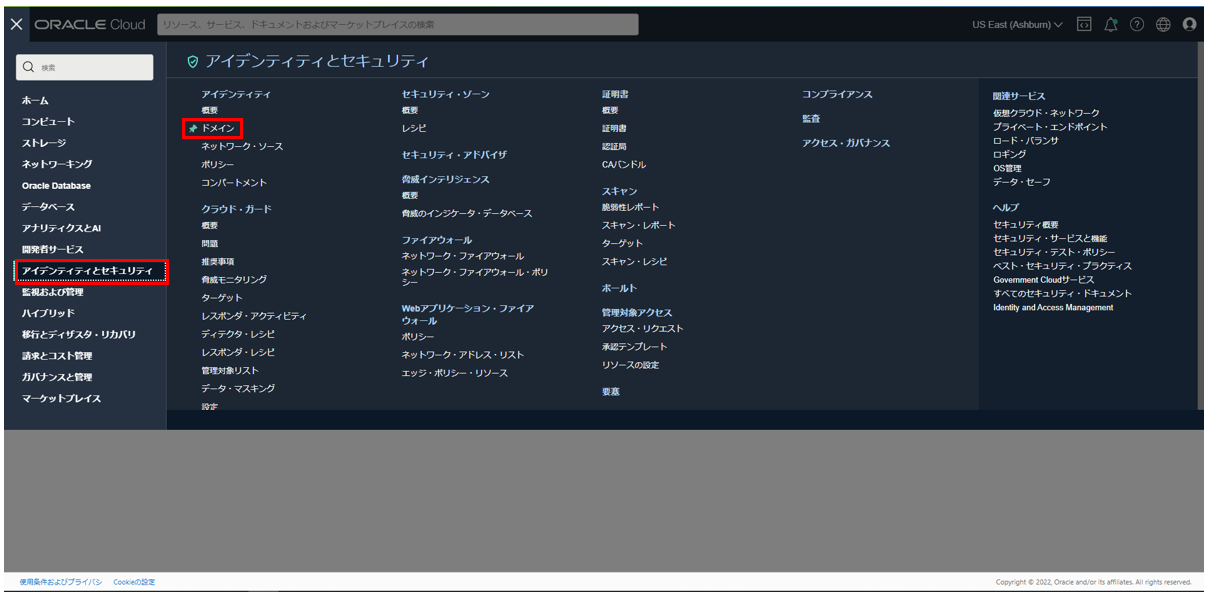 ORACLE Cloud
リソース、サービス、ドキュメントおよびマーケットプレイスの検索
US East (Ashburn)
検索
ホーム
コンピュート
ストレージ
ネットワーキング
Oracle Database
データベース
アナリティクスとAI
開発者サービス
アイデンティティとセキュリティ
監視および管理
ハイブリッド
移行とディザスタ・リカバリ
請求とコスト管理
ガバナンスと管理
マーケットプレイス
アイデンティティとセキュリティ
アイデンティティ
概要
ドメイン
ネットワーク・ソース
ポリシー
コンパートメント
クラウド・ガード
概要
問題
推奨事項
脅威モニタリング
ターゲット
レスポンダ・アクティビティ
ディテクタ・レシピ
レスポンダ・レシピ
管理対象リスト
データ・マスキング
設定
セキュリティ・ゾーン
概要
レシピ
セキュリティ・アドバイザ
脅威インテリジェンス
概要
脅威のインジケータ・データベース
ファイアウォール
ネットワーク・ファイアウォール
ネットワーク・ファイアウォール・ポリ
シー
Webアプリケーション・ファイア
ウォール
ポリシー
ネットワーク・アドレス・リスト
エッジ・ポリシー・リソース
証明書
概要
証明書
認証局
CAバンドル
スキャン
脆弱性レポート
スキャン・レポート
ターゲット
スキャン・レシピ
ボールト
管理対象アクセス
アクセス・リクエスト
承認テンプレート
リソースの設定
要塞
コンプライアンス
監査
アクセス・ガバナンス
関連サービス
仮想クラウド・ネットワーク
プライベート・エンドポイント
ロード・バランサ
ロギング
OS管理
データ・セーフ
ヘルプ
セキュリティ概要
セキュリティ・サービスと機能
セキュリティ・テスト・ポリシー
ベスト・セキュリティ・プラクティス
Government Cloudサービス
すべてのセキュリティ・ドキュメント
Identity and Access Management
使用条件およびプライバシ
Cookieの設定
Copyright © 2022, Oracle and/or its affiliates. All rights reserved.